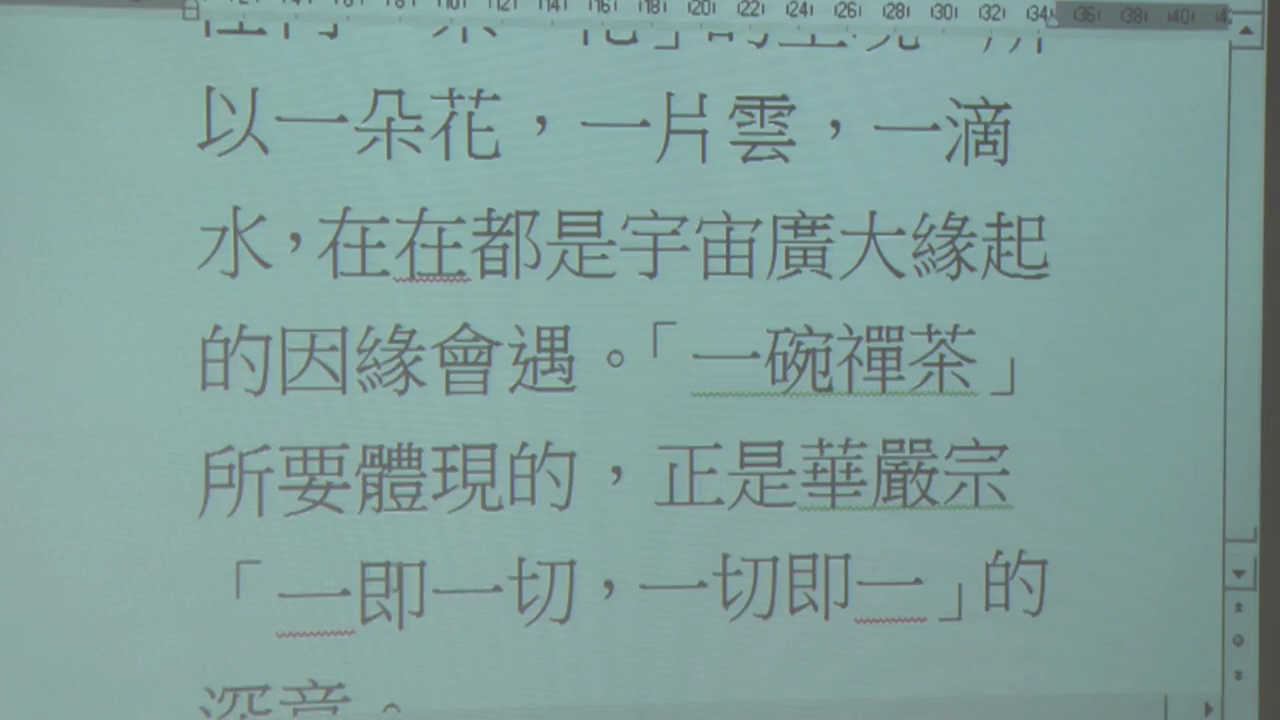 以一朵花，一片雲，一滴
水，在在都是宇宙廣大緣起
的因緣會遇。「一碗禪茶」
所要體現的，正是華嚴宗
「一即一切，一切即一」的
深意。